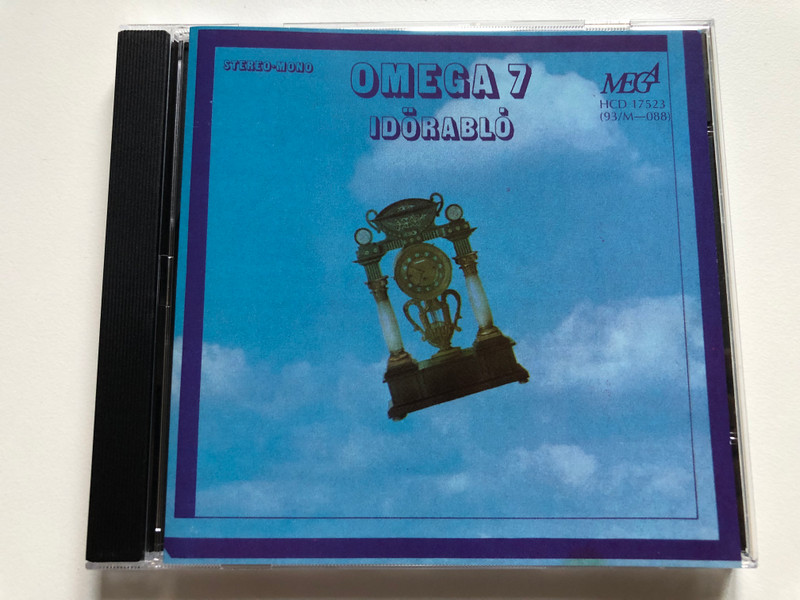 STEREO-MONO
OMEGA 7
IDŐRABLÓ
MEGA
HCD 17523
(93/M—088)